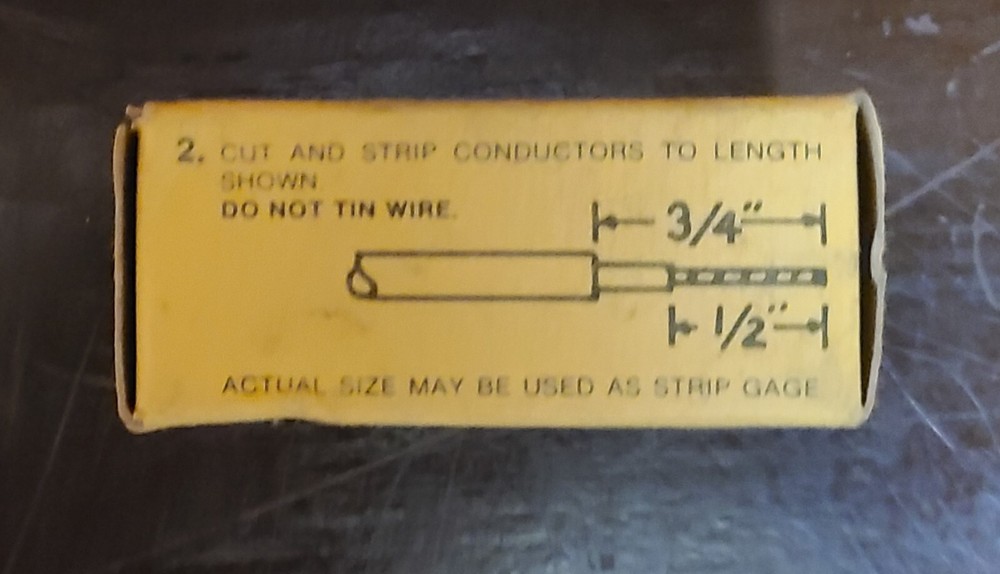 2. CUT AND STRIP CONDUCTORS TO LENGTH
SHOWN
DO NOT TIN WIRE.
3/4"
1/2"
ACTUAL SIZE MAY BE USED AS STRIP GAGE